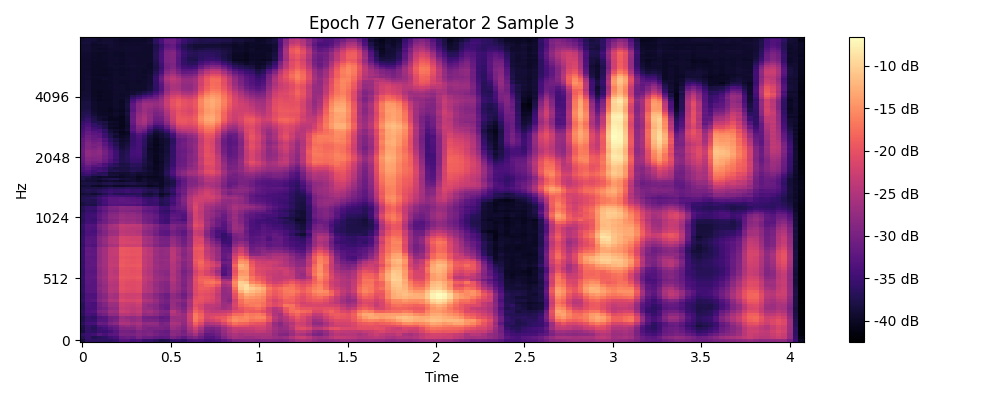 Epoch 77 Generator 2 Sample 3
Hz
4096
2048
1024
512
0
0
0.5
1
1.5
2
2.5
3
3.5
4
Time
-10 dB
-15 dB
-20 dB
-25 dB
-30 dB
-35 dB
-40 dB